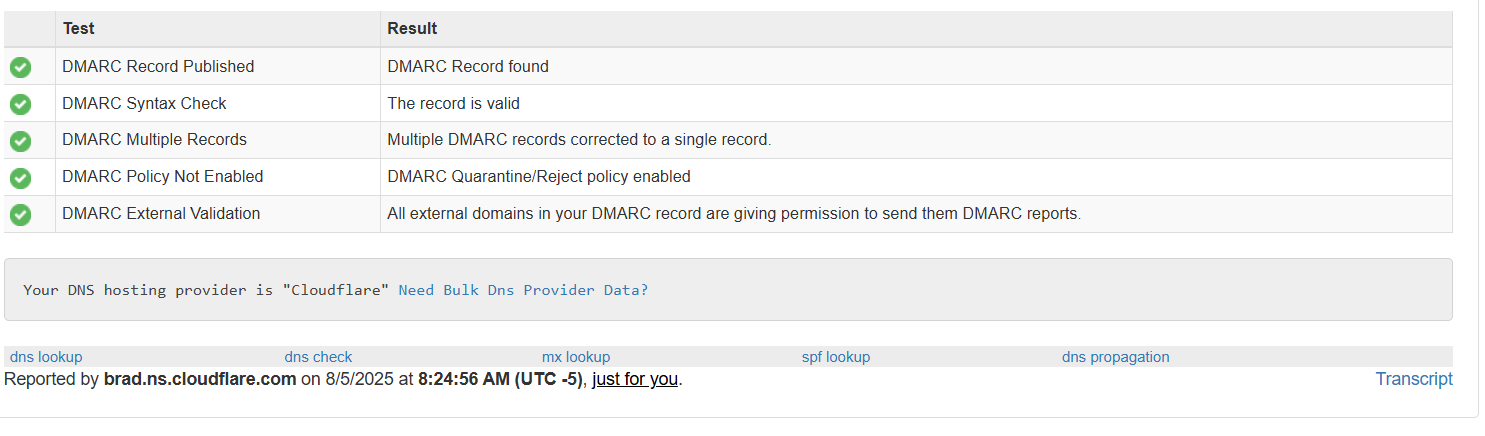 Test Result
DMARC Record Published DMARC Record found
DMARC Syntax Check The record is valid
DMARC Multiple Records Multiple DMARC records corrected to a single record.
DMARC Policy Not Enabled DMARC Quarantine/Reject policy enabled
DMARC External Validation All external domains in your DMARC record are giving permission to send them DMARC reports.
Your DNS hosting provider is "Cloudflare" Need Bulk Dns Provider Data?
dns lookup dns check mx lookup spf lookup dns propagation
Reported by brad.ns.cloudflare.com on 8/5/2025 at 8:24:56 AM (UTC -5), just for you. Transcript